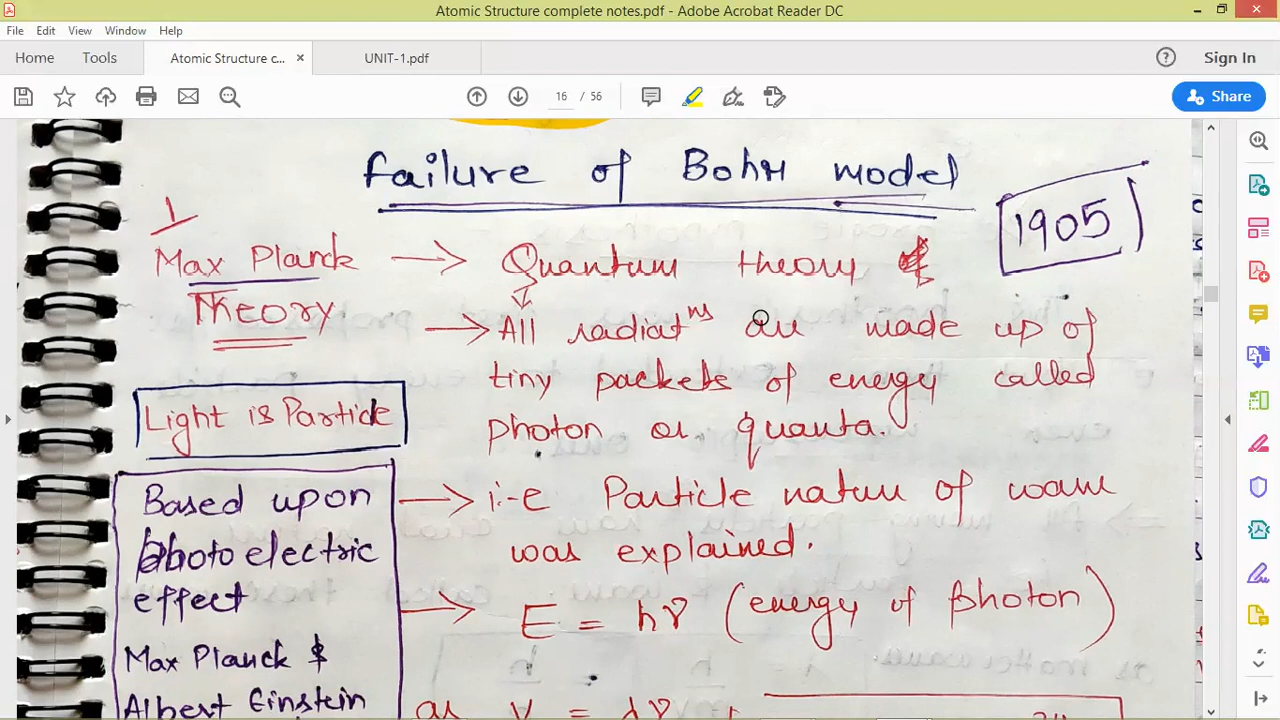 Atomic Structure complete notes.pdf - Adobe Acrobat Reader DC
File Edit View Window Help
Home Tools Atomic Structure c... × UNIT-1.pdf Sign In
16 / 56 Share
Failure of Bohr model
1905
1
Max Planck → Quantum theory
Theory
→ All radiatⁿˢ are made up of
tiny packets of energy called
photon or quanta.
Light is Particle
→ i-e Particle nature of wave
was explained.
Based upon
photo electric
effect
Max Planck &
Albert Einstein
→ E = hν (energy of photon)
as ν = λν